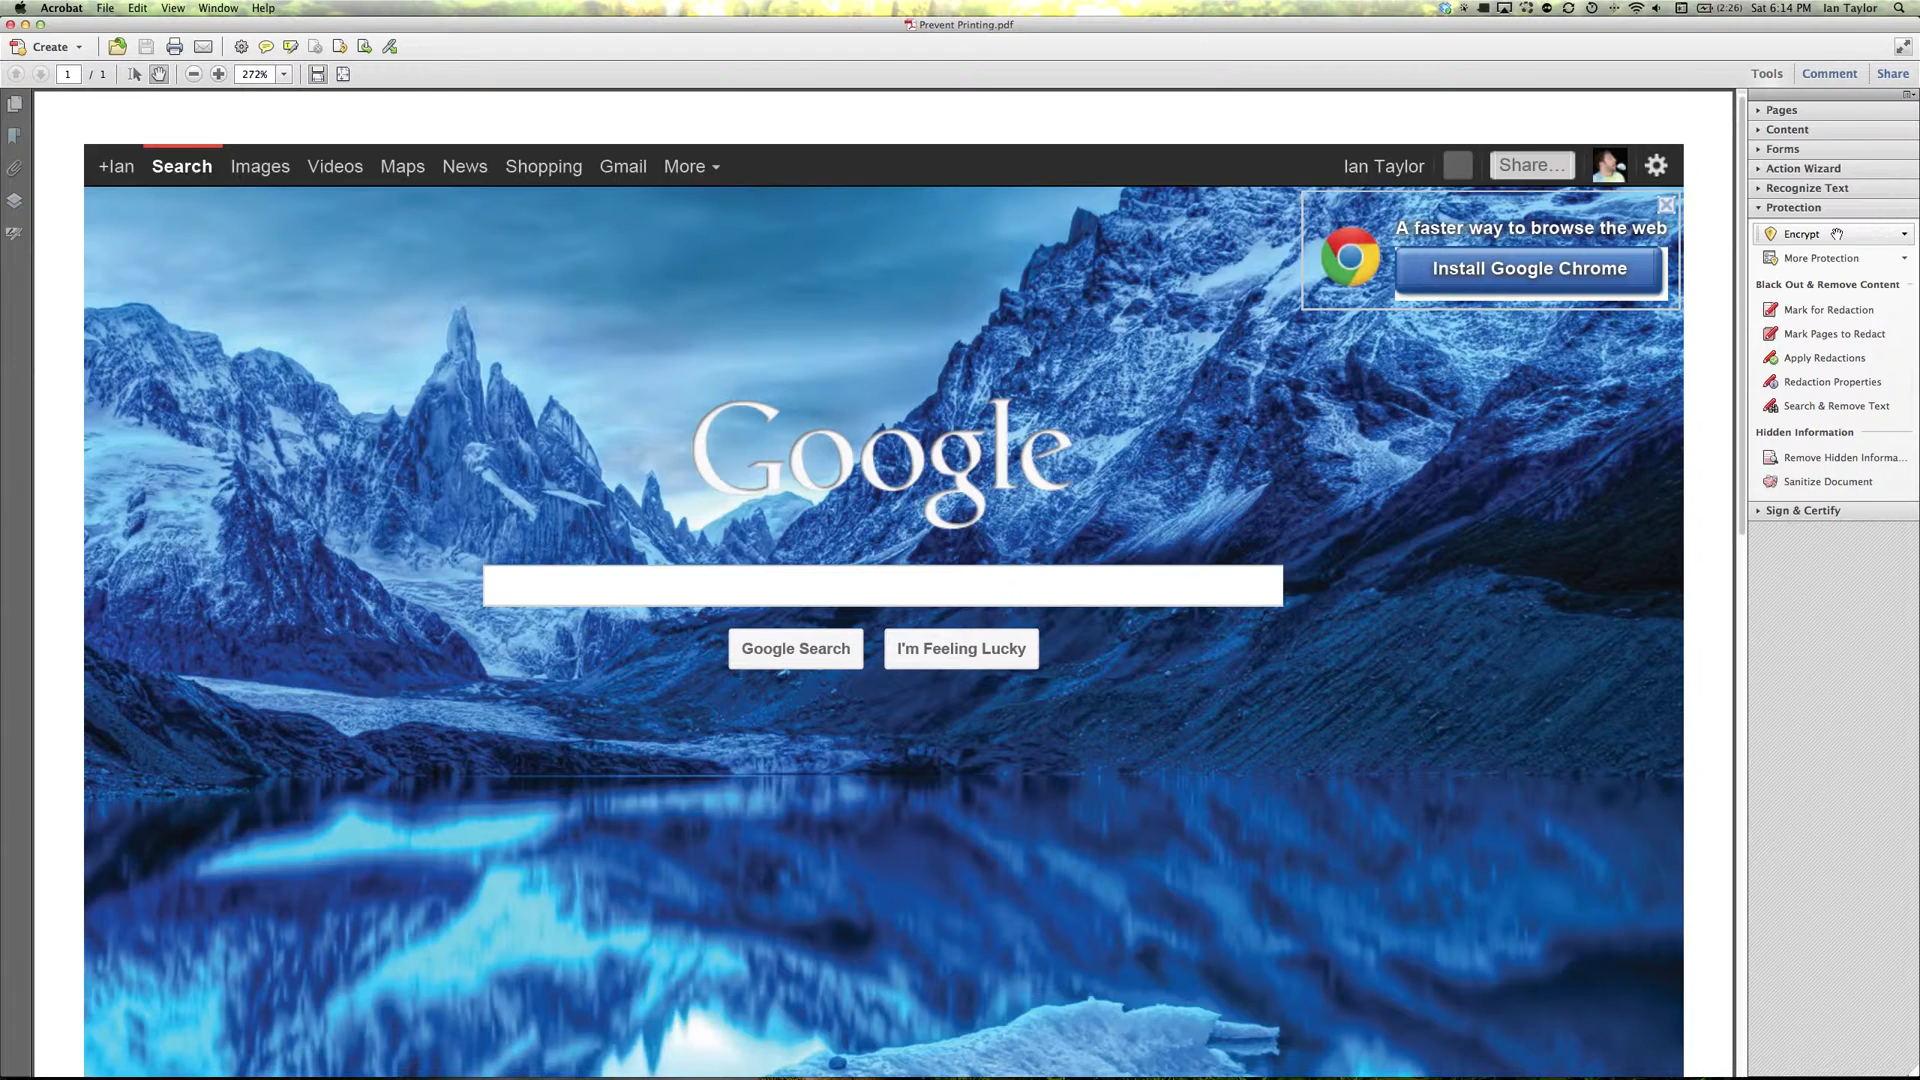 Acrobat File Edit View Window Help (2:26) Sat 6:14 PM Ian Taylor
Prevent Printing.pdf
Create
1 / 1 272% Tools Comment Share
Pages
Content
Forms
Action Wizard
Recognize Text
Protection
Encrypt
More Protection
Black Out & Remove Content
Mark for Redaction
Mark Pages to Redact
Apply Redactions
Redaction Properties
Search & Remove Text
Hidden Information
Remove Hidden Informa...
Sanitize Document
Sign & Certify
+Ian Search Images Videos Maps News Shopping Gmail More Ian Taylor Share...
A faster way to browse the web
Install Google Chrome
Google
Google Search I'm Feeling Lucky